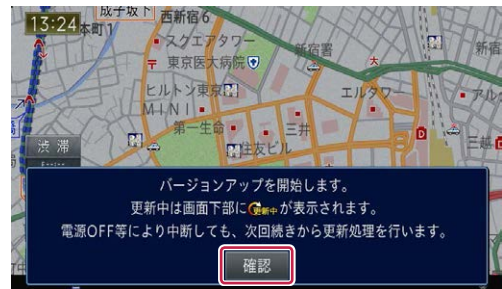 13:24
成子坂下
西新宿6
本町1
スクエアタワー
新宿署
新宿
大
東京医大病院
ヒルトン東京
エルタワー
アル
MINI
第一生命
三井
住友ビル
三越
渋滞
D
バージョンアップを開始します。
更新中は画面下部に更新中が表示されます。
電源OFF等により中断しても、次回続きから更新処理を行います。
確認